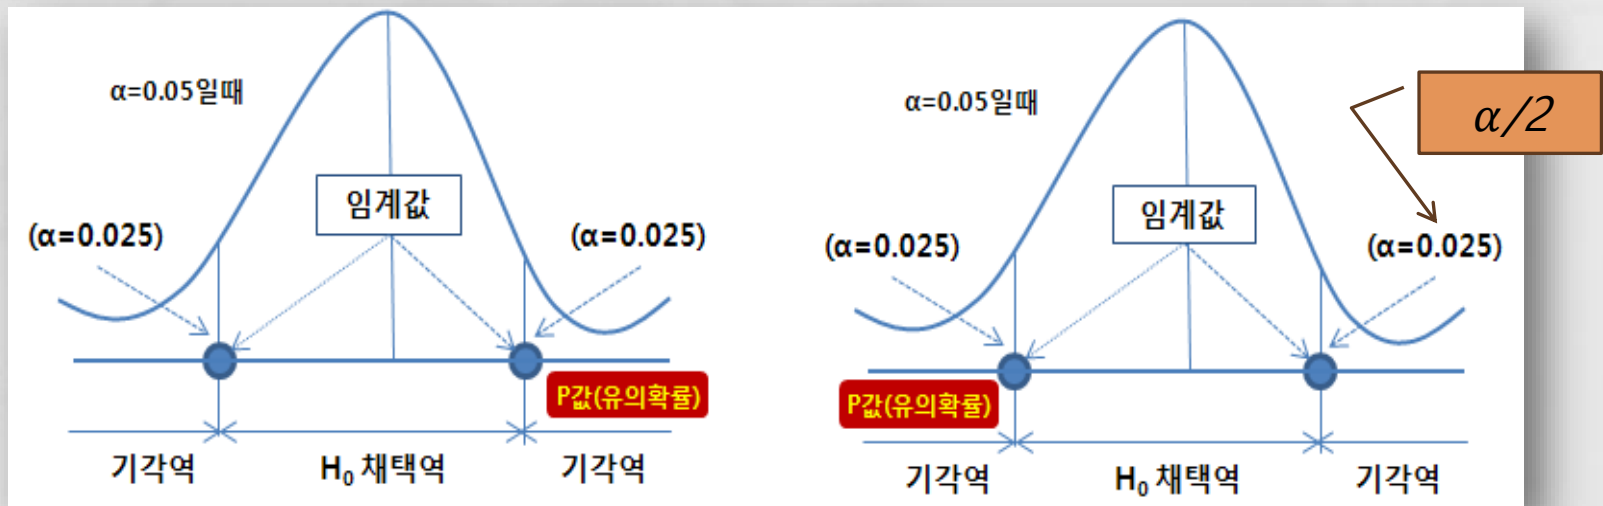 α=0.05일때
임계값
(α=0.025)
(α=0.025)
P값(유의확률)
기각역
H₀ 채택역
기각역
α=0.05일때
α/2
임계값
(α=0.025)
(α=0.025)
P값(유의확률)
기각역
H₀ 채택역
기각역